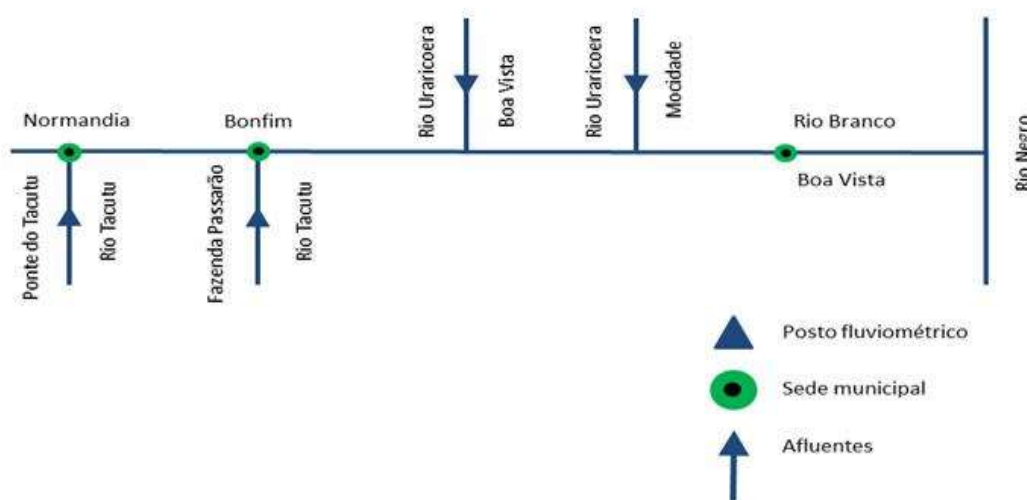 Normandia
Ponte do Tacutu
Rio Tacutu
Bonfim
Fazenda Passarão
Rio Tacutu
Rio Uraricoera
Boa Vista
Rio Uraricoera
Mocidade
Rio Branco
Boa Vista
Rio Negro
Posto fluviométrico
Sede municipal
Afluentes